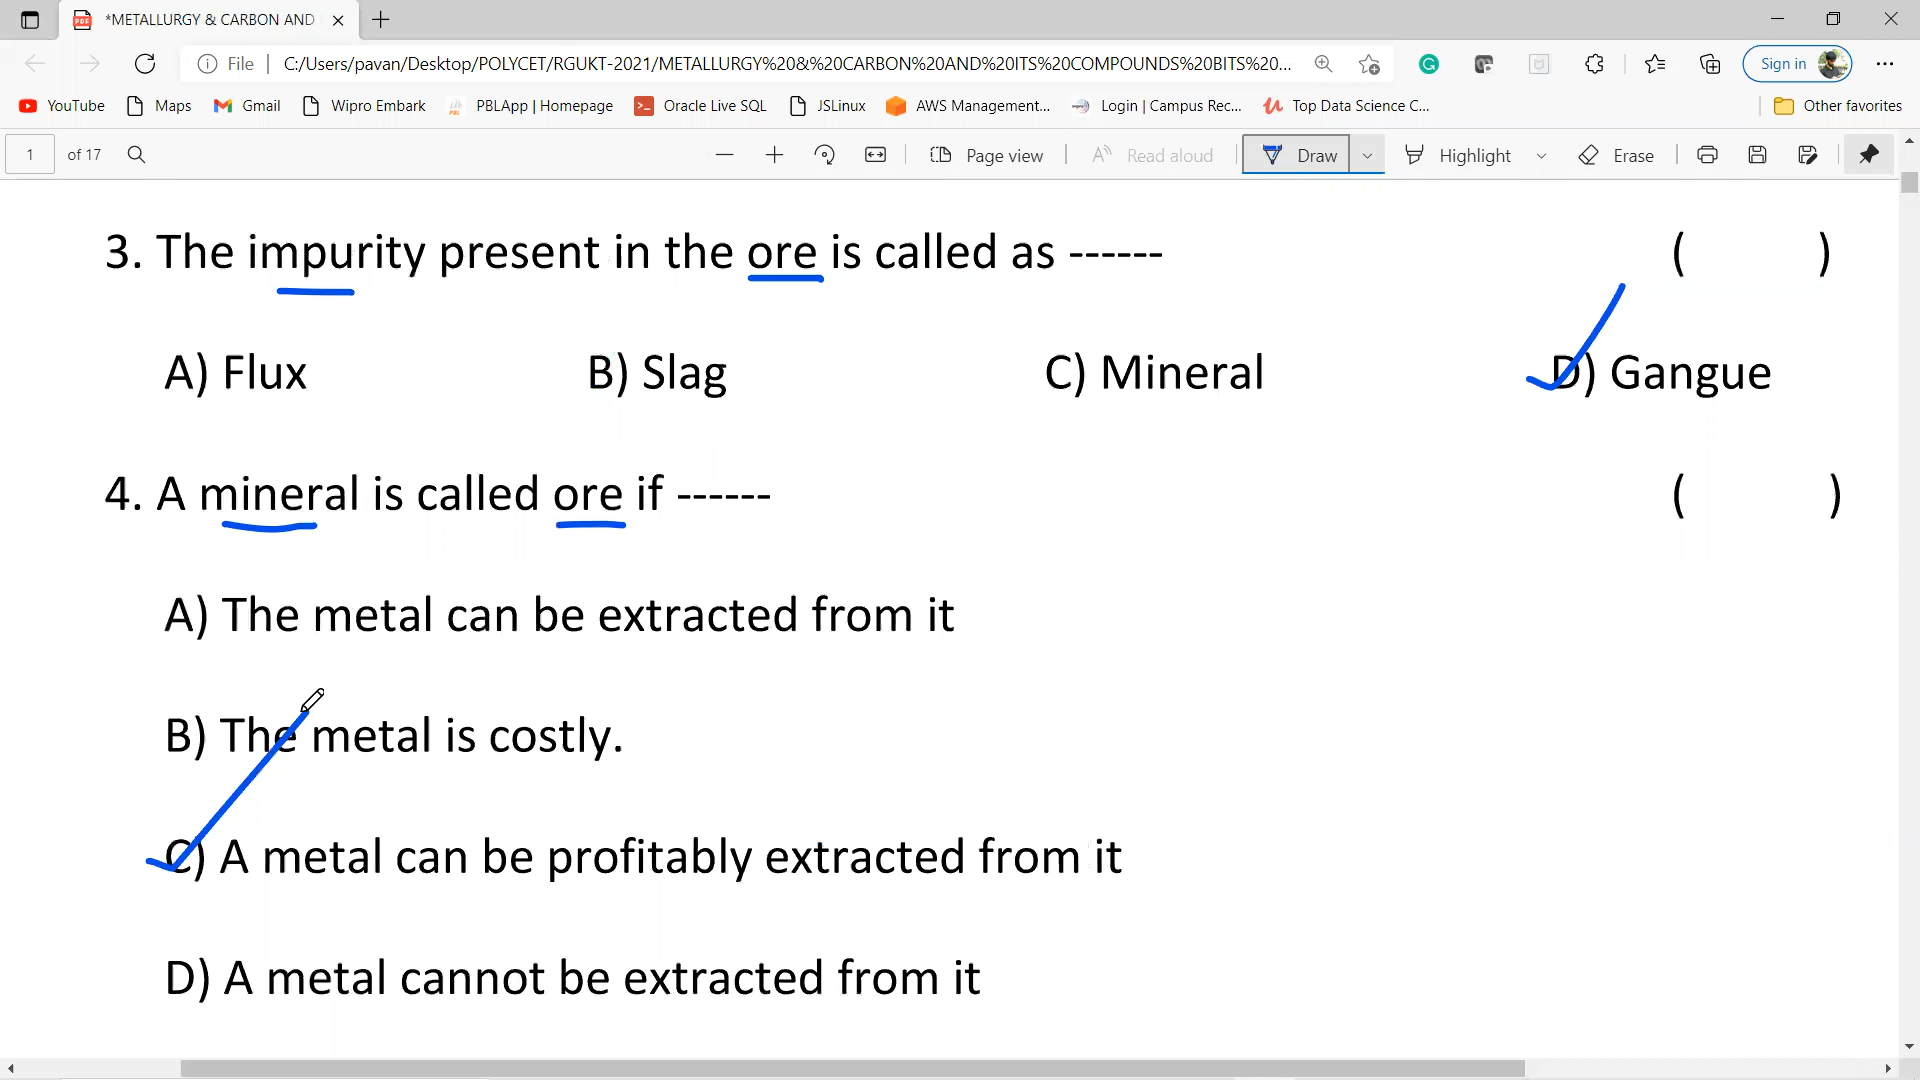 *METALLURGY & CARBON AND
File
C:/Users/pavan/Desktop/POLYCET/RGUKT-2021/METALLURGY%20&%20CARBON%20AND%20ITS%20COMPOUNDS%20BITS%20...
Sign in
YouTube Maps Gmail Wipro Embark PBLApp | Homepage Oracle Live SQL JSLinux AWS Management... Login | Campus Rec... Top Data Science C... Other favorites
1 of 17 Page view Read aloud Draw Highlight Erase
3. The impurity present in the ore is called as ------ ( )
A) Flux B) Slag C) Mineral D) Gangue
4. A mineral is called ore if ------ ( )
A) The metal can be extracted from it
B) The metal is costly.
C) A metal can be profitably extracted from it
D) A metal cannot be extracted from it